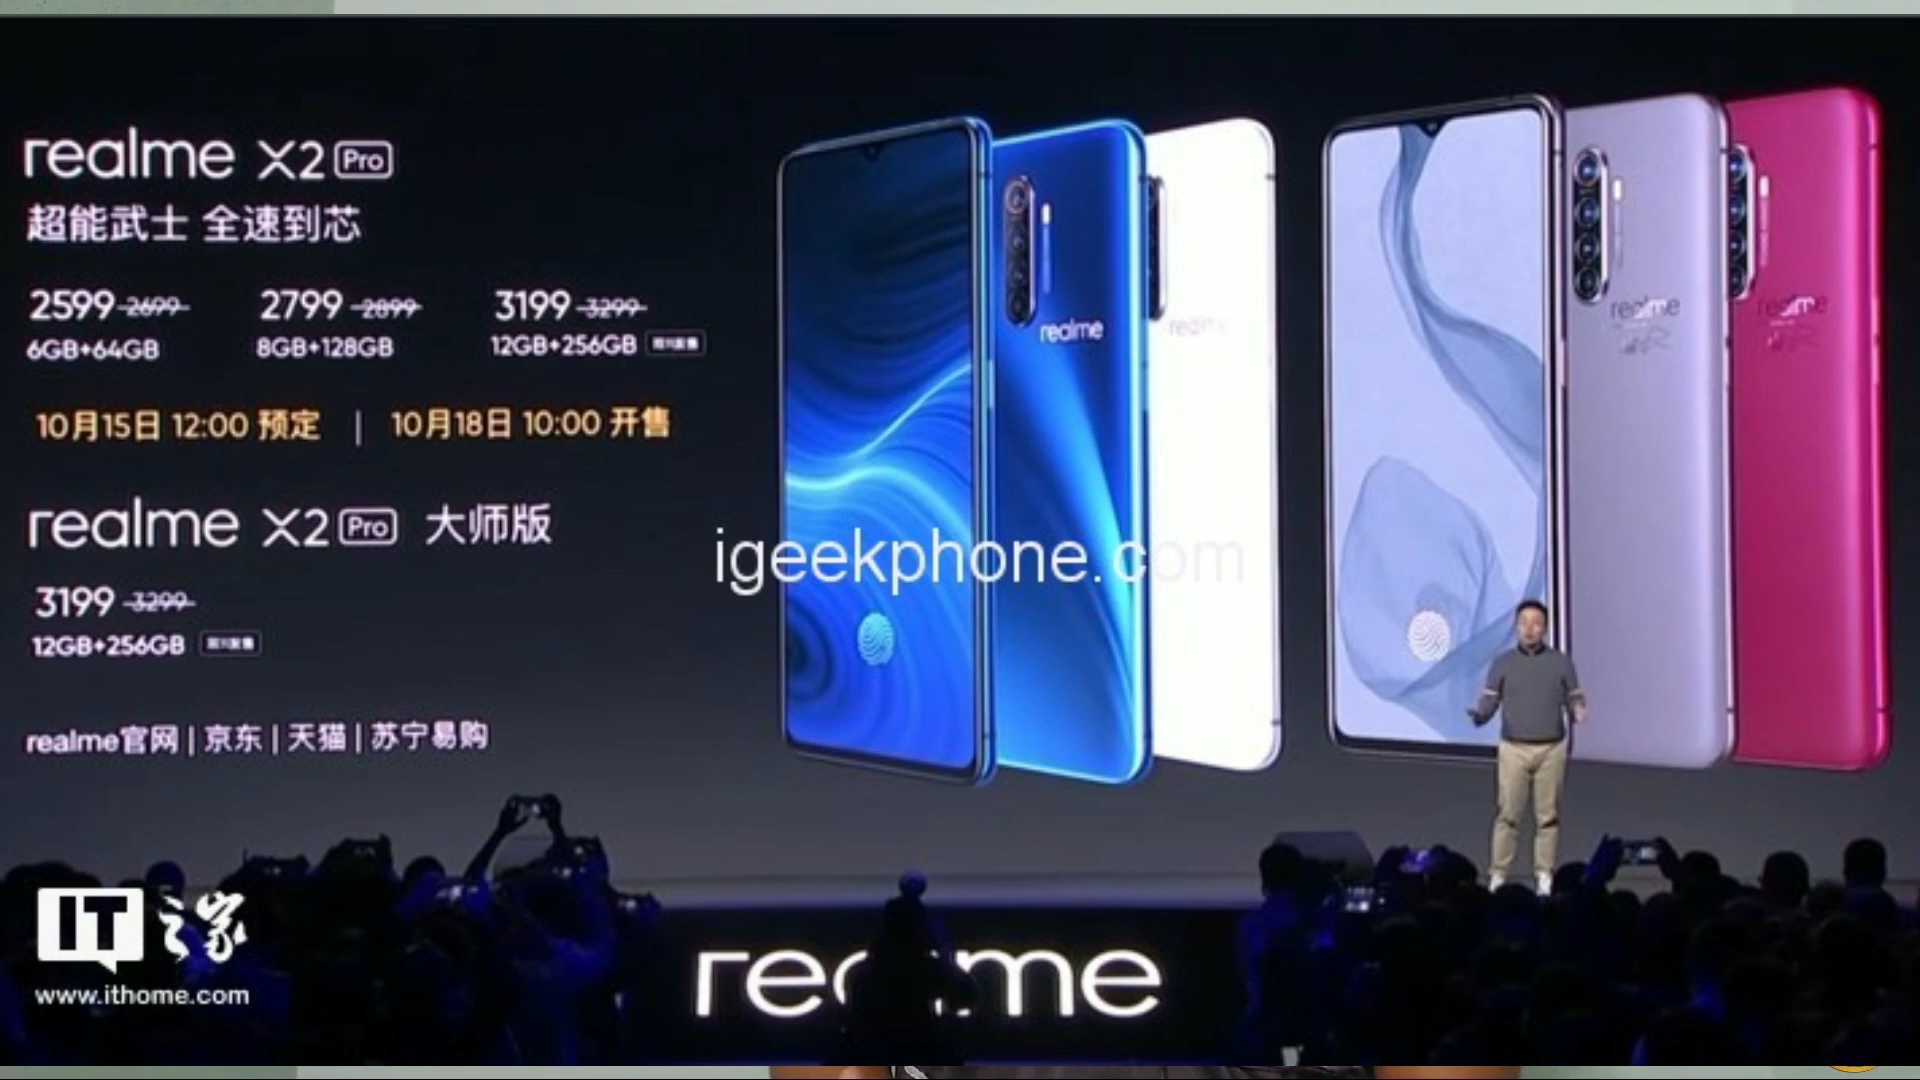 realme X2 Pro
超能武士 全速到芯
2599 2699 2799 2899 3199 3299
6GB+64GB 8GB+128GB 12GB+256GB
10月15日 12:00 预定 | 10月18日 10:00 开售
realme X2 Pro 大师版
3199 3299
12GB+256GB
realme官网 | 京东 | 天猫 | 苏宁易购
realme
realme
realme
realme
igeekphone.com
IT之家
www.ithome.com
realme